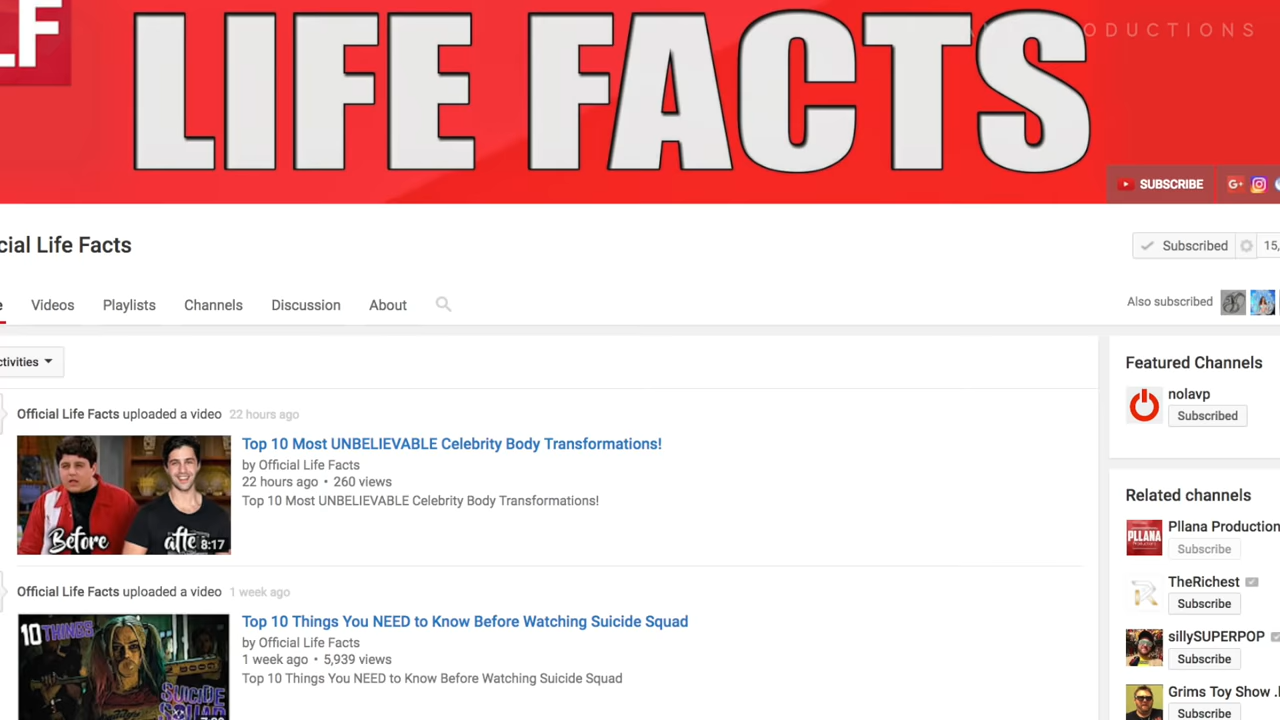 LF
LIFE FACTS
ODUCTIONS
SUBSCRIBE
G+
cial Life Facts
Subscribed
15,
e
Videos
Playlists
Channels
Discussion
About
Also subscribed
ctivities
Featured Channels
nolavp
Subscribed
Official Life Facts uploaded a video 22 hours ago
Before
after
8:17
Top 10 Most UNBELIEVABLE Celebrity Body Transformations!
by Official Life Facts
22 hours ago • 260 views
Top 10 Most UNBELIEVABLE Celebrity Body Transformations!
Related channels
PLLANA
Pllana Production
Subscribe
TheRichest
Subscribe
sillySUPERPOP
Subscribe
Grims Toy Show .
Subscribe
Official Life Facts uploaded a video 1 week ago
10 THINGS
SUICIDE
SQUAD
Top 10 Things You NEED to Know Before Watching Suicide Squad
by Official Life Facts
1 week ago • 5,939 views
Top 10 Things You NEED to Know Before Watching Suicide Squad